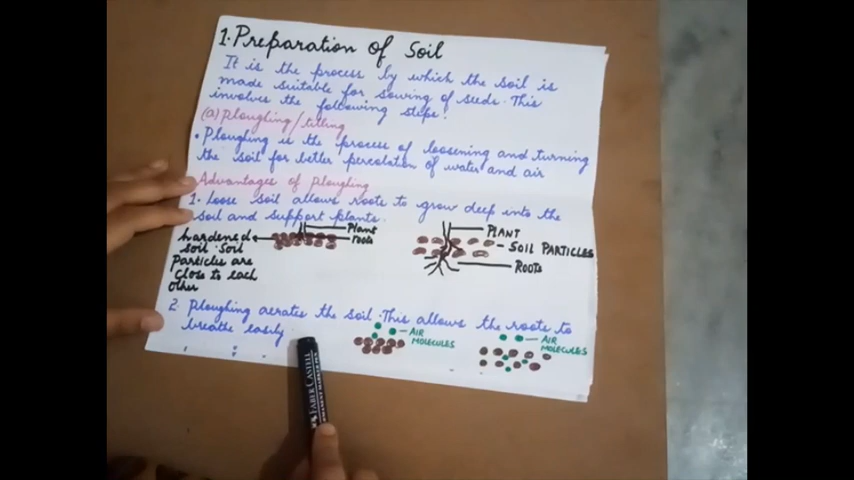 1. Preparation of Soil
It is the process by which the soil is
made suitable for sowing of seeds. This
involves the following steps:
(a) Ploughing/tilling
• Ploughing is the process of loosening and turning
the soil for better percolation of water and air
Advantages of Ploughing
1. Loose soil allows roots to grow deep into the
soil and support plants.
hardened
soil. Soil
Particles are
close to each
other
Plant
roots
PLANT
SOIL PARTICLES
ROOTS
2. Ploughing aerates the soil. This allows the roots to
breathe easily
AIR
MOLECULES
AIR
MOLECULES
FABER CASTELL